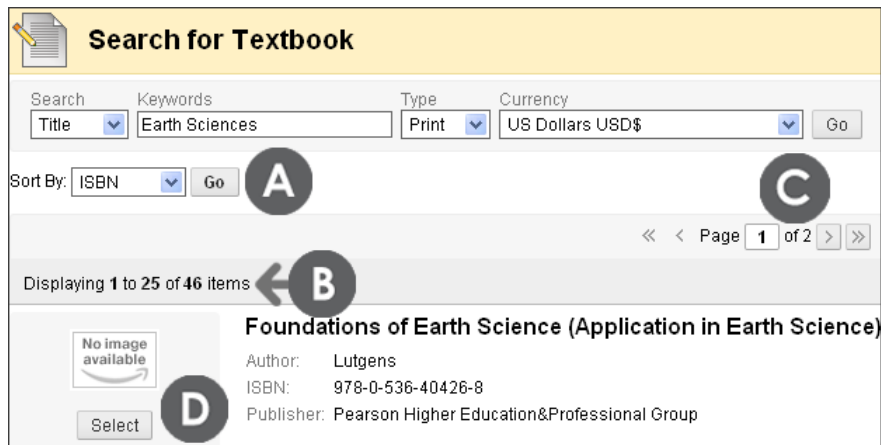 Search for Textbook
Search Keywords Type Currency
Title Earth Sciences Print US Dollars USD$ Go
Sort By: ISBN Go A
C
« < Page 1 of 2 > »
Displaying 1 to 25 of 46 items B
Foundations of Earth Science (Application in Earth Science)
No image
available
Author: Lutgens
ISBN: 978-0-536-40426-8
Publisher: Pearson Higher Education&Professional Group
Select D